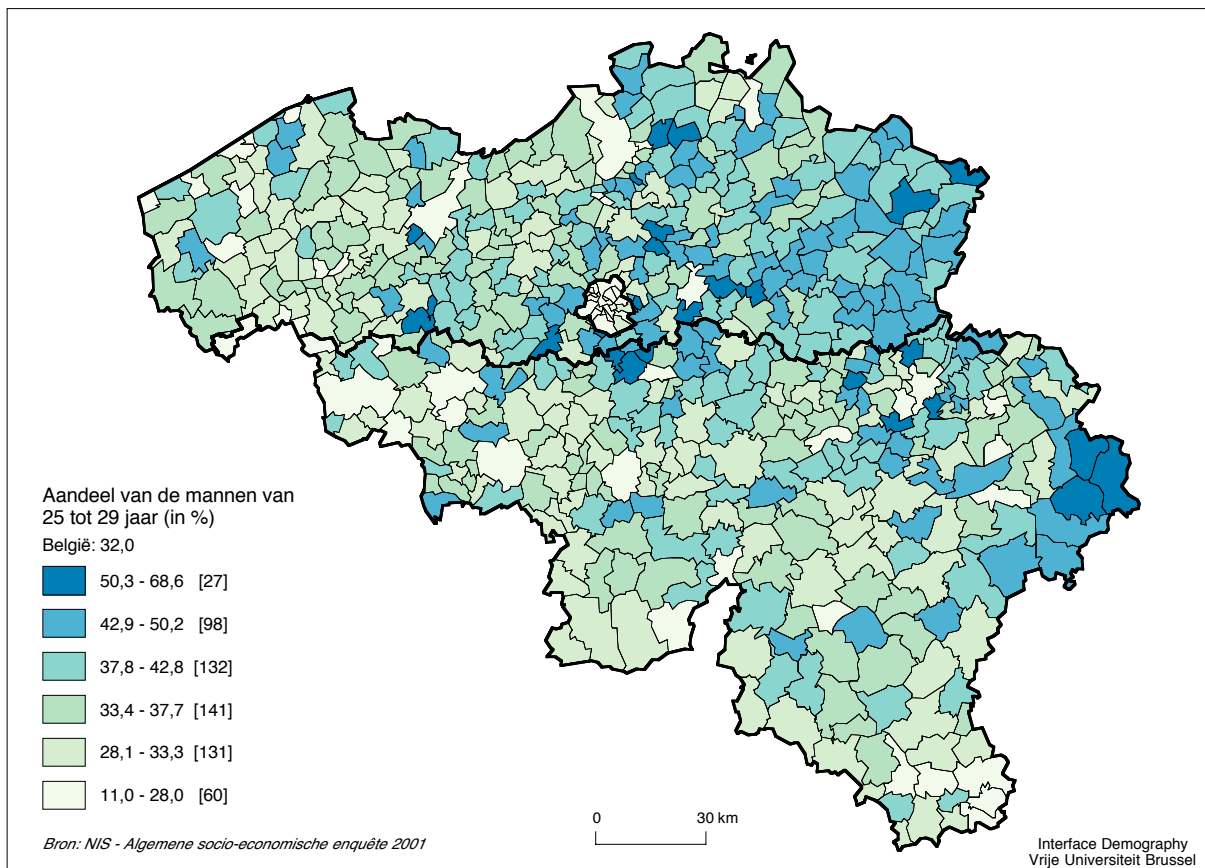 Aandeel van de mannen van
25 tot 29 jaar (in %)
België: 32,0
50,3 - 68,6 [27]
42,9 - 50,2 [98]
37,8 - 42,8 [132]
33,4 - 37,7 [141]
28,1 - 33,3 [131]
11,0 - 28,0 [60]
Bron: NIS - Algemene socio-economische enquête 2001
0 30 km
Interface Demography
Vrije Universiteit Brussel